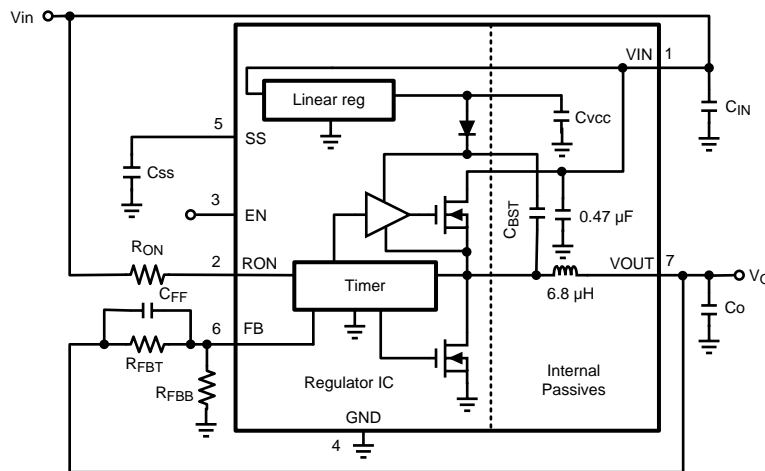 Vin
VIN
1
Linear reg
5
SS
CVCC
CIN
CSS
3
EN
CBST
0.47 µF
RON
2
RON
VOUT
7
Timer
6.8 µH
CFF
6
FB
CO
RFBT
RFBB
Regulator IC
Internal
Passives
GND
4